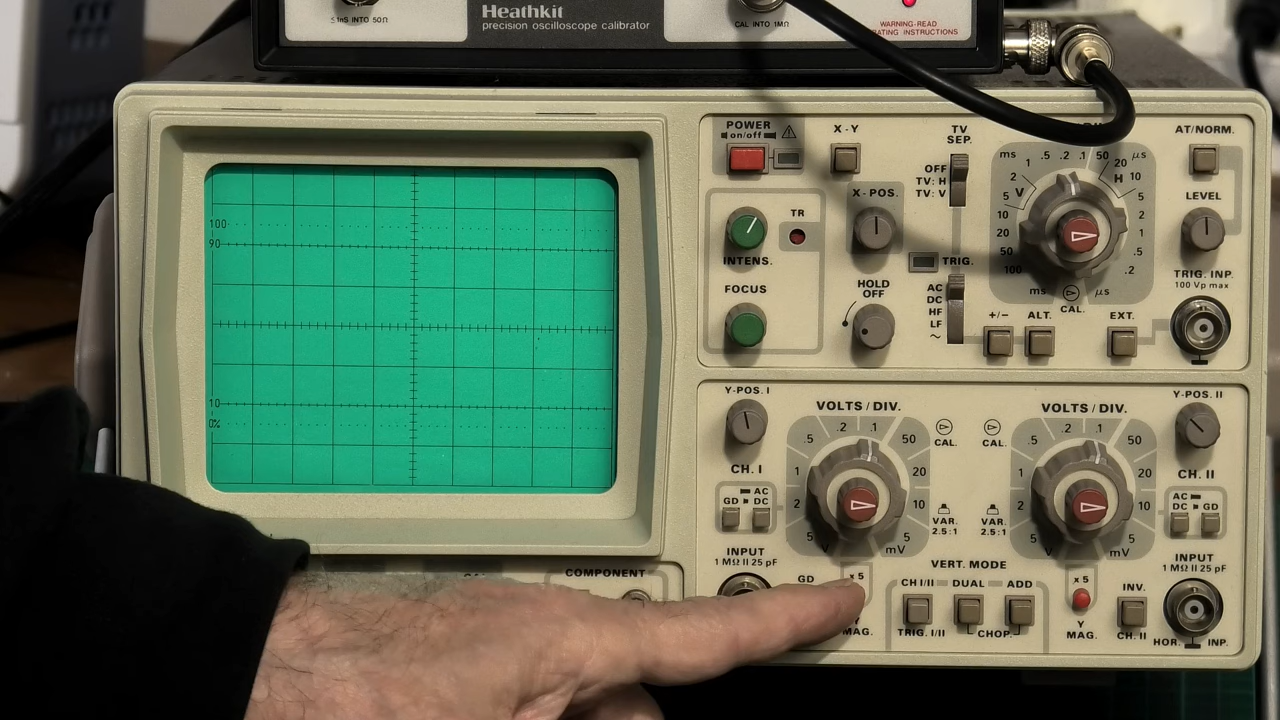 ≤1nS INTO 50Ω
Heathkit
precision oscilloscope calibrator
CAL INTO 1MΩ
WARNING-READ
RATING INSTRUCTIONS
POWER
on/off
X-Y
TV
SEP.
OFF
TV: H
TV: V
X-POS.
TR
INTENS.
FOCUS
HOLD
OFF
TRIG.
AC
DC
HF
LF
~
ms .5 .2 .1 50 µs
1 20
V H
2 10
5 5
10 2
20 1
50 .5
100 .2
ms µs
CAL.
+/-
ALT.
EXT.
AT/NORM.
LEVEL
TRIG. INP.
100 Vp max
100
90
10
0%
Y-POS. I
VOLTS / DIV.
.5 .2 .1 50
1 20
2 10
5 5
V mV
CH. I
GD AC
DC
INPUT
1 MΩ II 25 pF
CAL.
CAL.
VAR.
2.5:1
VAR.
2.5:1
VOLTS / DIV.
.5 .2 .1 50
1 20
2 10
5 5
V mV
Y-POS. II
CH. II
AC
DC GD
INPUT
1 MΩ II 25 pF
COMPONENT
GD
x 5
MAG.
VERT. MODE
CH I/II DUAL ADD
TRIG. I/II CHOP.
x 5
Y
MAG.
INV.
CH. II
HOR. INP.